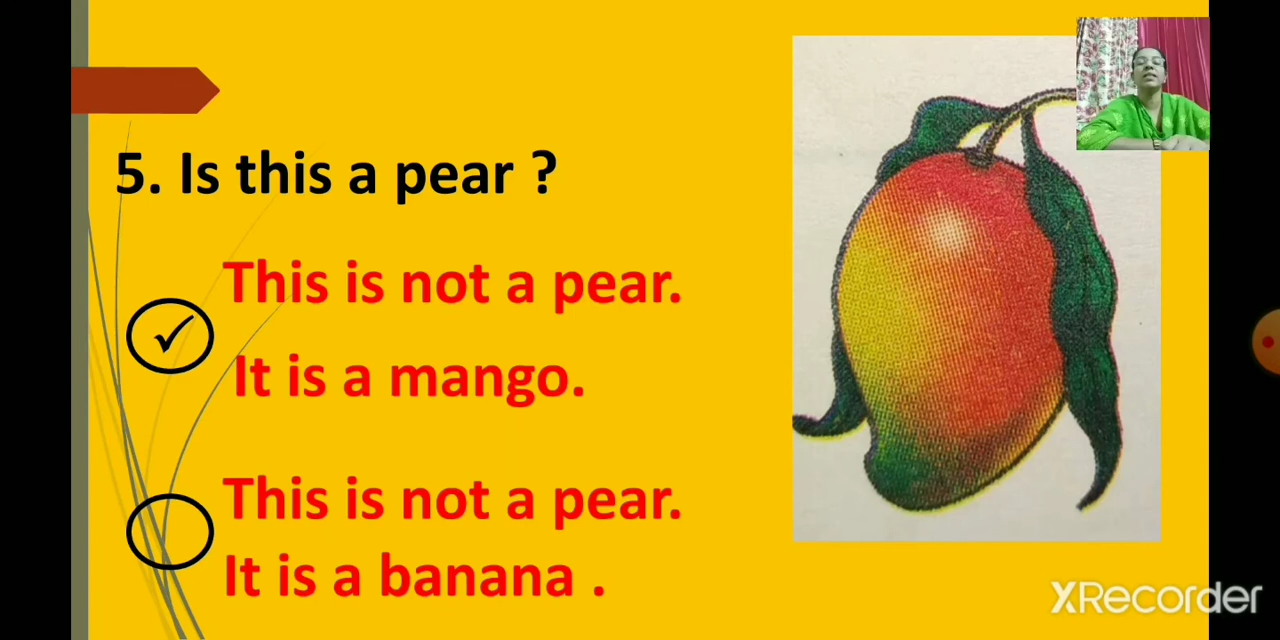 5. Is this a pear ?
This is not a pear.
It is a mango.
This is not a pear.
It is a banana .
XRecorder